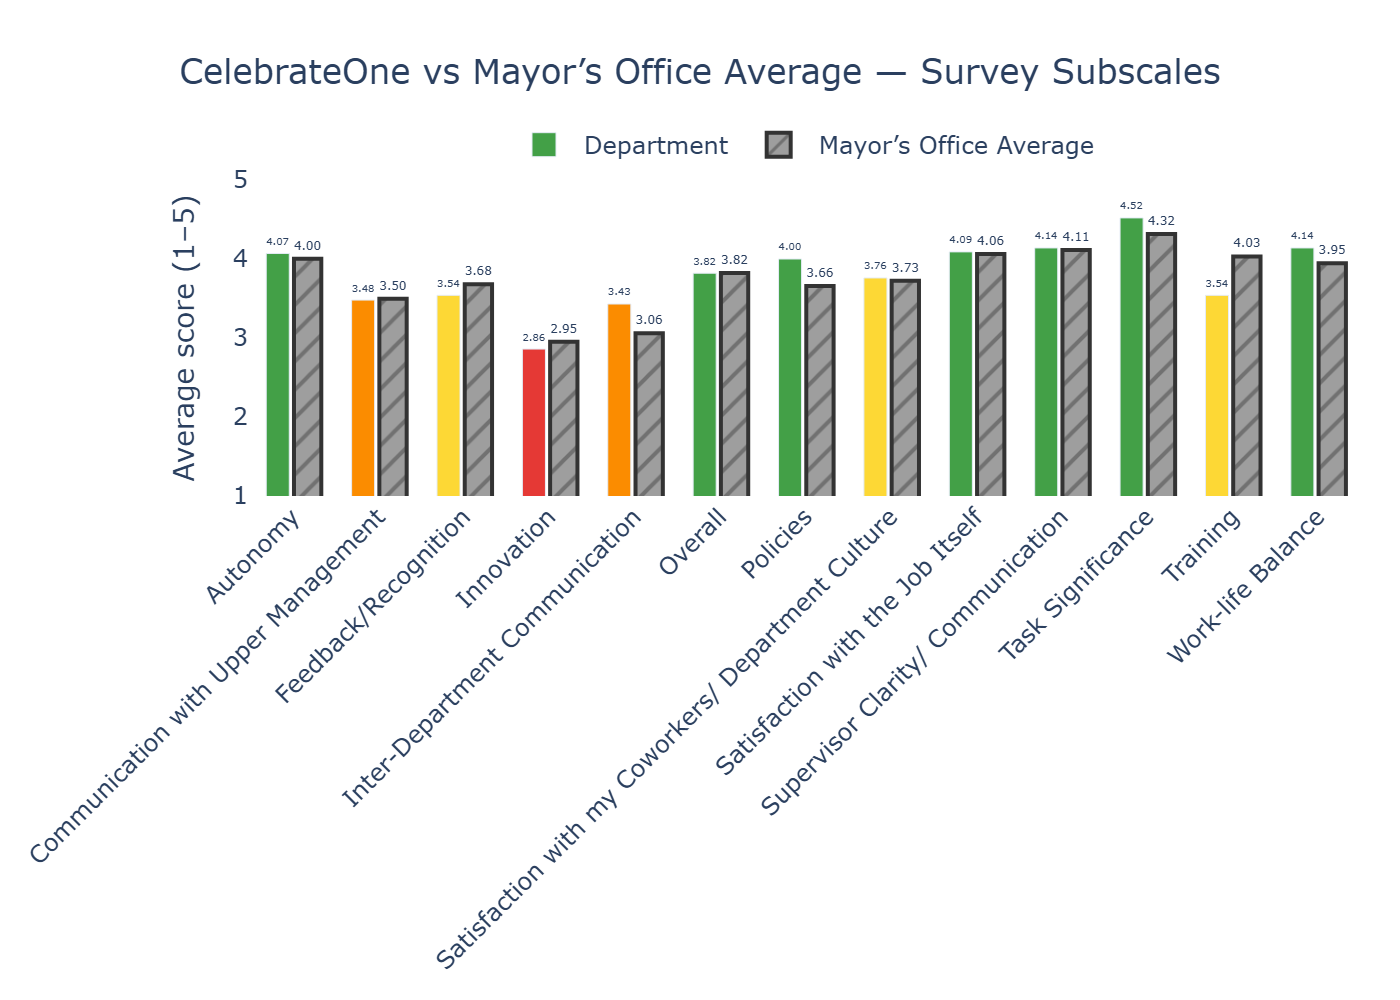 CelebrateOne vs Mayor’s Office Average — Survey Subscales
Department
Mayor’s Office Average
Average score (1–5)
5
4
3
2
1
4.07
4.00
3.48
3.50
3.54
3.68
2.86
2.95
3.43
3.06
3.82
3.82
4.00
3.66
3.76
3.73
4.09
4.06
4.14
4.11
4.52
4.32
3.54
4.03
4.14
3.95
Autonomy
Communication with Upper Management
Feedback/Recognition
Innovation
Inter-Department Communication
Overall
Policies
Satisfaction with my Coworkers/ Department Culture
Satisfaction with the Job Itself
Supervisor Clarity/ Communication
Task Significance
Training
Work-life Balance